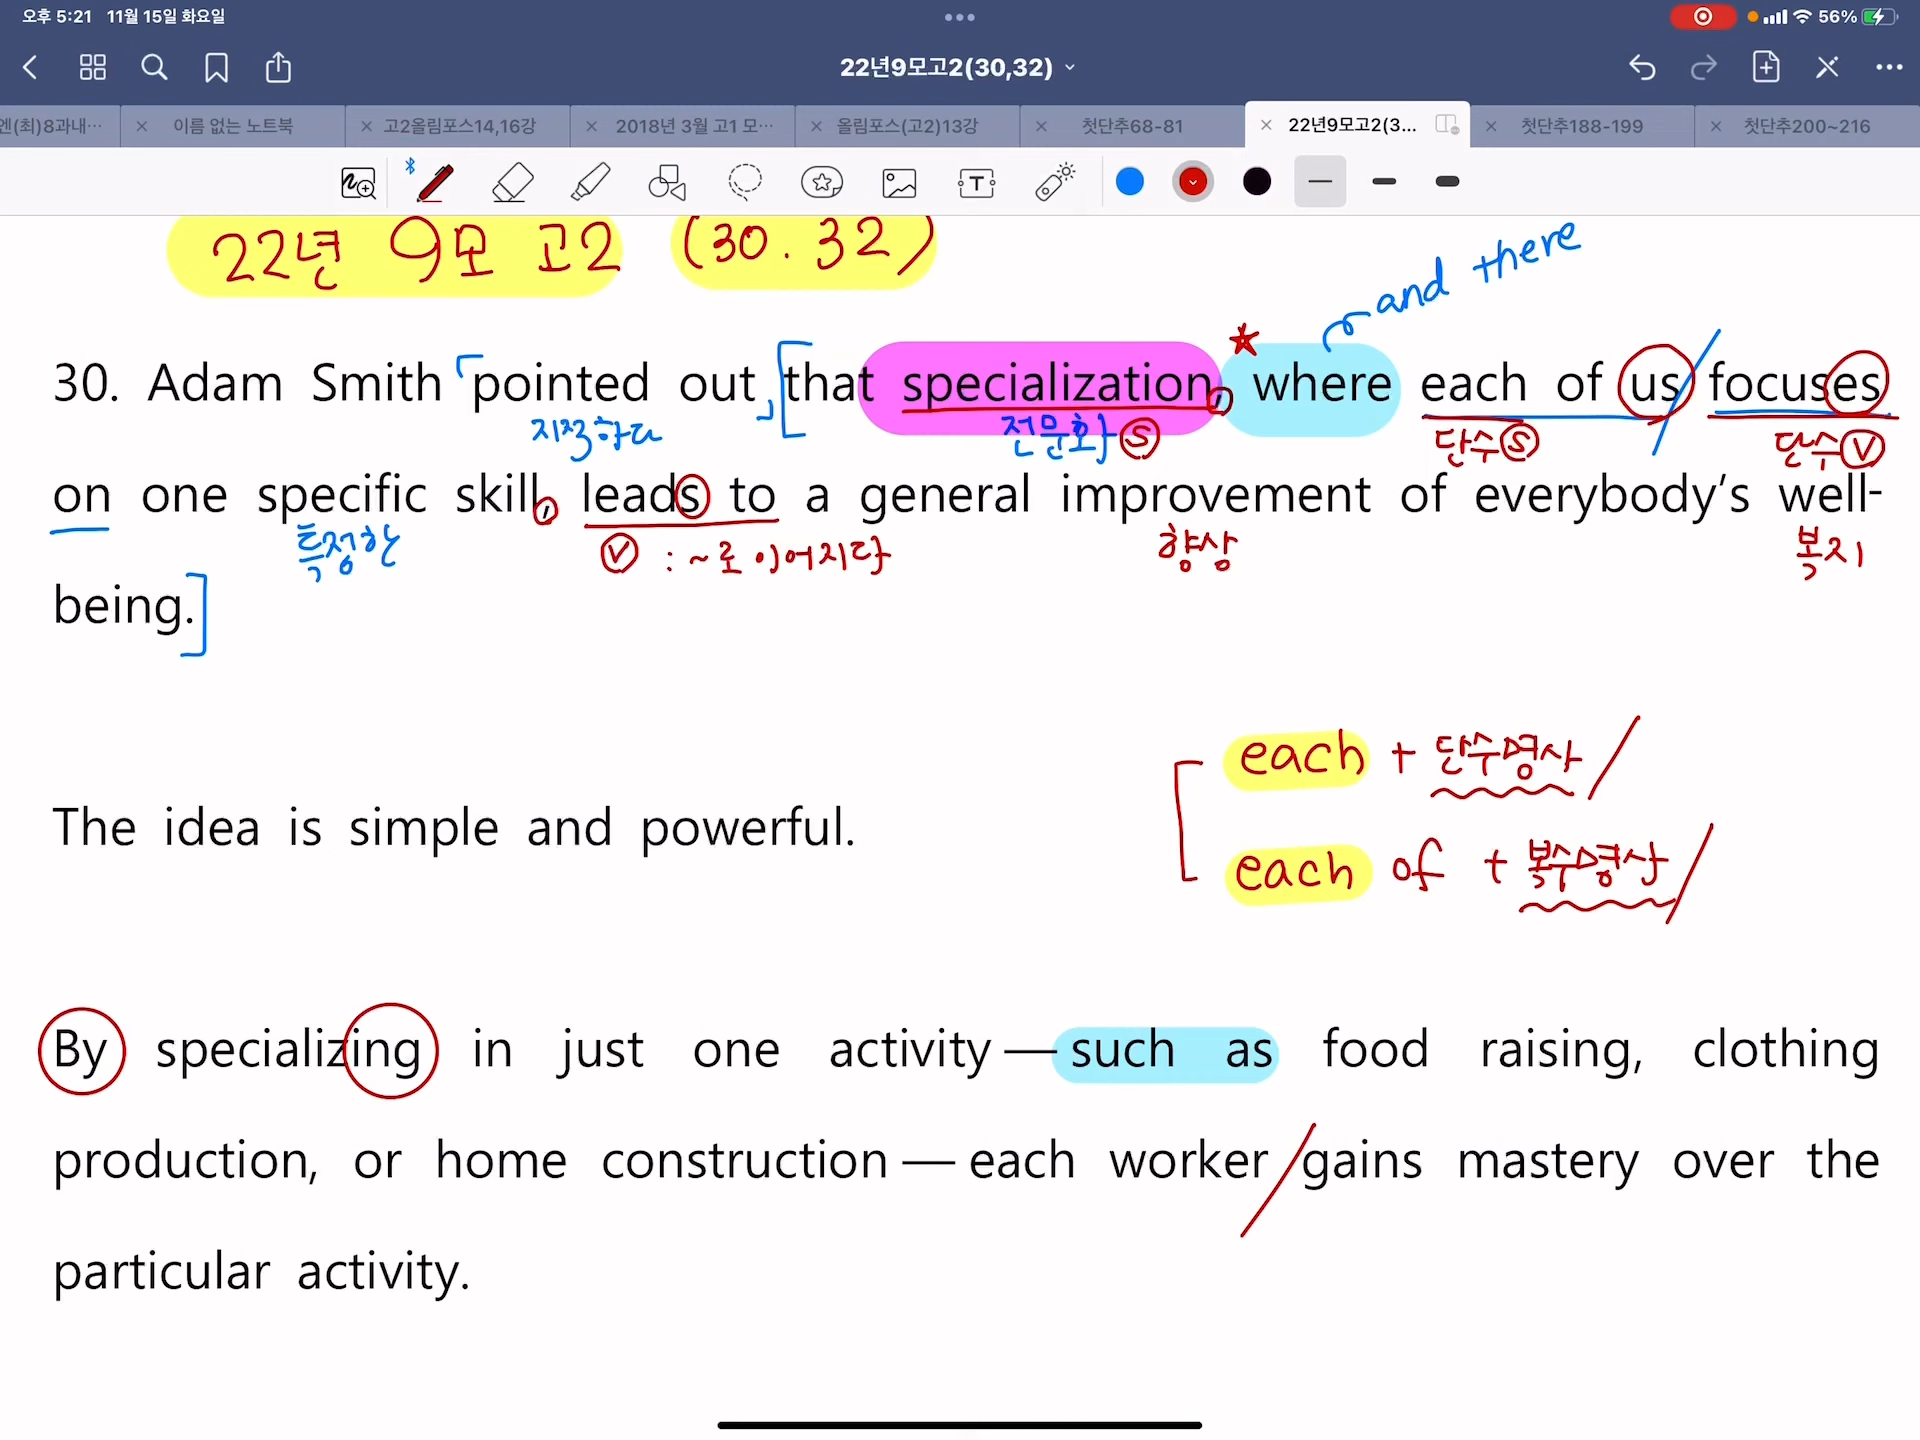 오후 5:21 11월 15일 화요일
56%
22년9모고2(30,32)
엔(최)8과내…
이름 없는 노트북
고2올림포스14,16강
2018년 3월 고1 모…
올림포스(고2)13강
첫단추68-81
22년9모고2(3...
첫단추188-199
첫단추200~216
22년 9모 고2 (30. 32)
and there
30. Adam Smith pointed out that specialization, where each of us focuses
지적하다 전문화 S 단수 S 단수 V
on one specific skill, leads to a general improvement of everybody's well-
특정한 V : ~로 이어지다 향상 복지
being.
each + 단수명사
The idea is simple and powerful.
each of + 복수명사
By specializing in just one activity — such as food raising, clothing
production, or home construction — each worker gains mastery over the
particular activity.